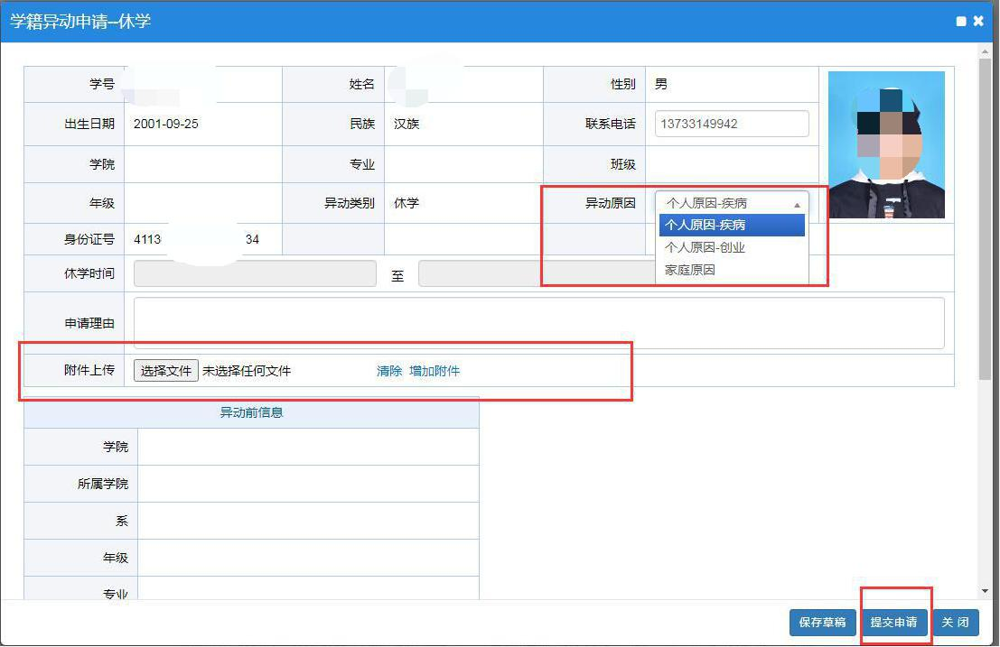 学籍异动申请--休学
学号 姓名 性别 男
出生日期 2001-09-25 民族 汉族 联系电话 13733149942
学院 专业 班级
年级 异动类别 休学 异动原因 个人原因-疾病
个人原因-疾病
身份证号 4113 34
个人原因-创业
家庭原因
休学时间 至
申请理由
附件上传 选择文件 未选择任何文件 清除 增加附件
异动前信息
学院
所属学院
系
年级
专业
保存草稿 提交申请 关闭